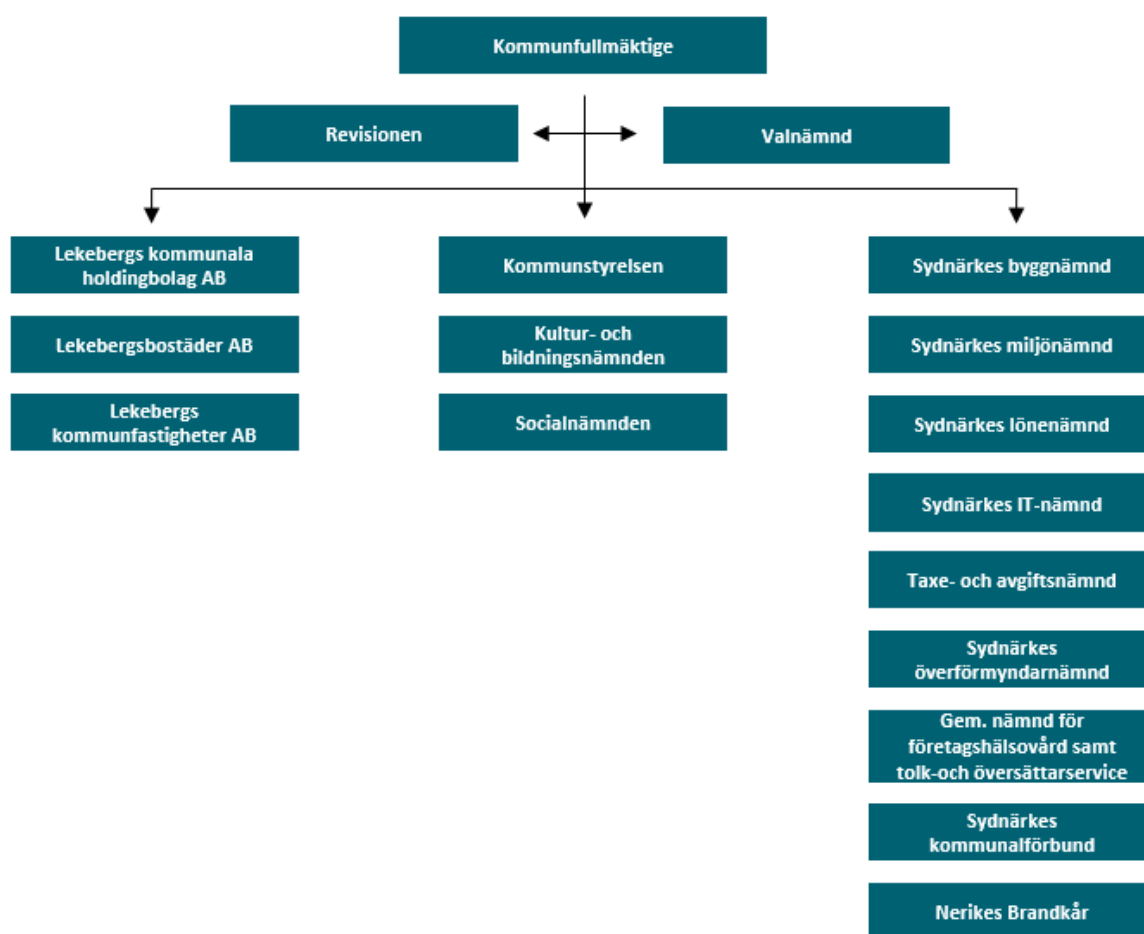 Kommunfullmäktige
Revisionen
Valnämnd
Lekebergs kommunala
holdingbolag AB
Lekebergsbostäder AB
Lekebergs
kommunfastigheter AB
Kommunstyrelsen
Kultur- och
bildningsnämnden
Socialnämnden
Sydnärkes byggnämnd
Sydnärkes miljönämnd
Sydnärkes lönenämnd
Sydnärkes IT-nämnd
Taxe- och avgiftsnämnd
Sydnärkes
överförmyndarnämnd
Gem. nämnd för
företagshälsovård samt
tolk-och översättarservice
Sydnärkes
kommunalförbund
Nerikes Brandkår